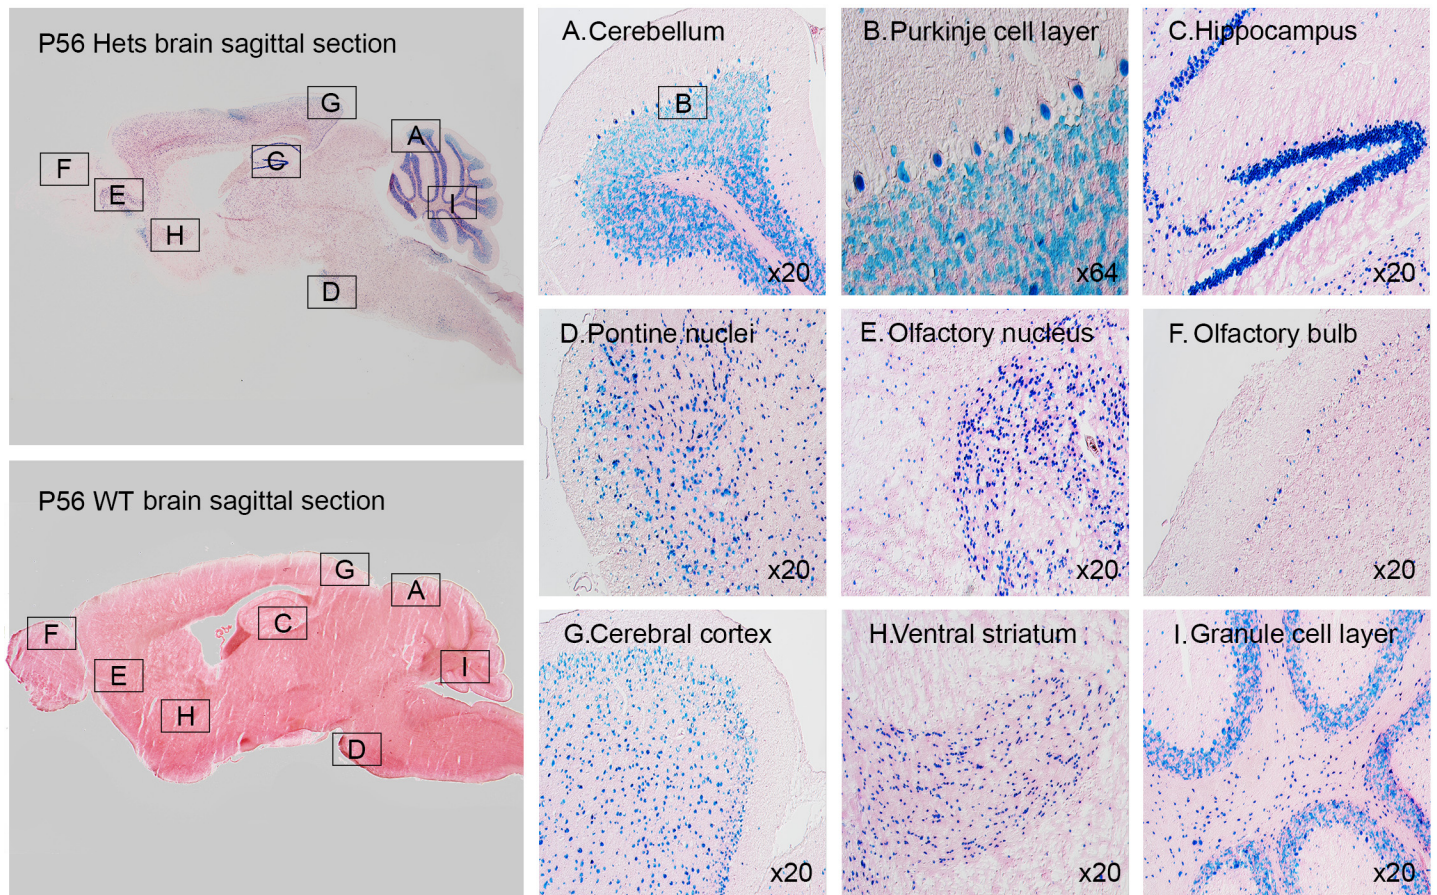 P56 Hets brain sagittal section
G
A
F
C
E
I
H
D
P56 WT brain sagittal section
G
A
F
C
E
I
H
D
A.Cerebellum
B
x20
B.Purkinje cell layer
x64
C.Hippocampus
x20
D.Pontine nuclei
x20
E.Olfactory nucleus
x20
F. Olfactory bulb
x20
G.Cerebral cortex
x20
H.Ventral striatum
x20
I. Granule cell layer
x20